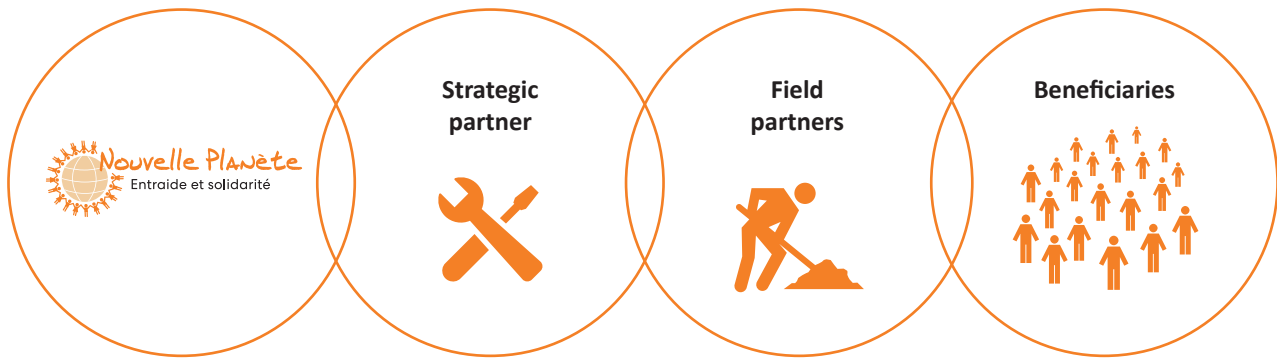 Nouvelle Planète
Entraide et solidarité
Strategic
partner
Field
partners
Beneficiaries